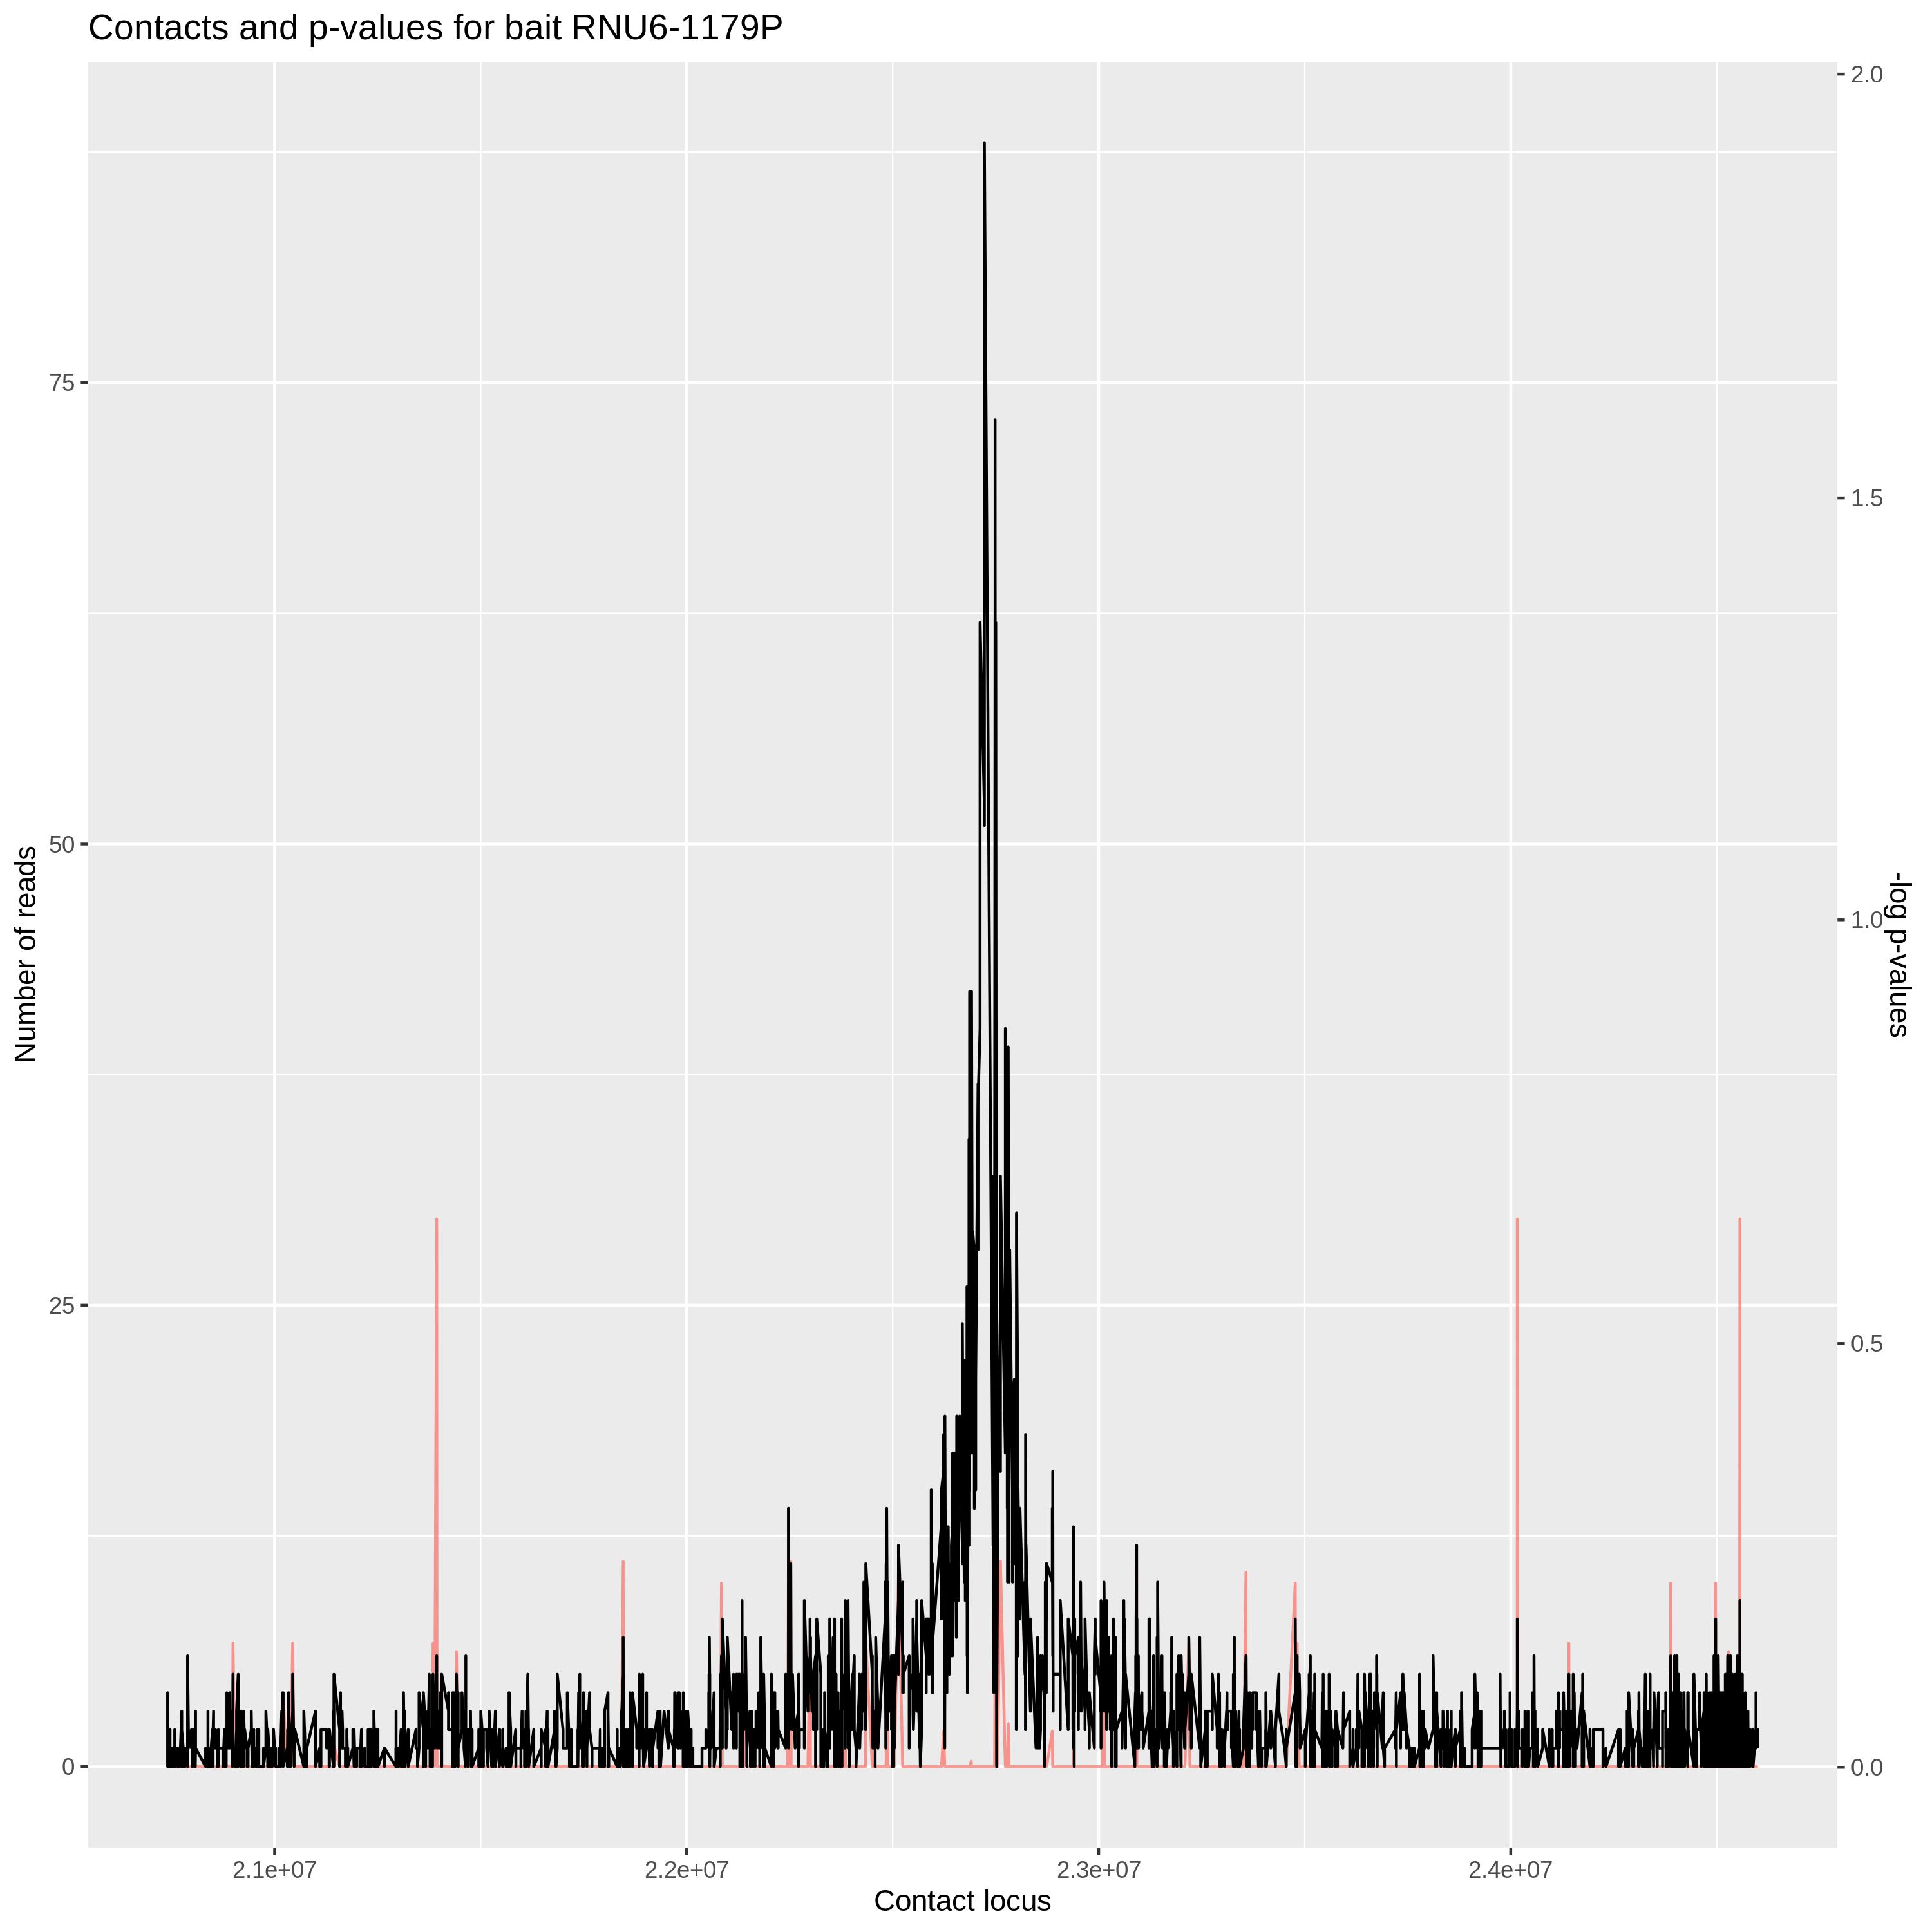 Contacts and p-values for bait RNU6-1179P
2.0
75
1.5
50
1.0
Number of reads
-log p-values
25
0.5
0
0.0
2.1e+07
2.2e+07
2.3e+07
2.4e+07
Contact locus